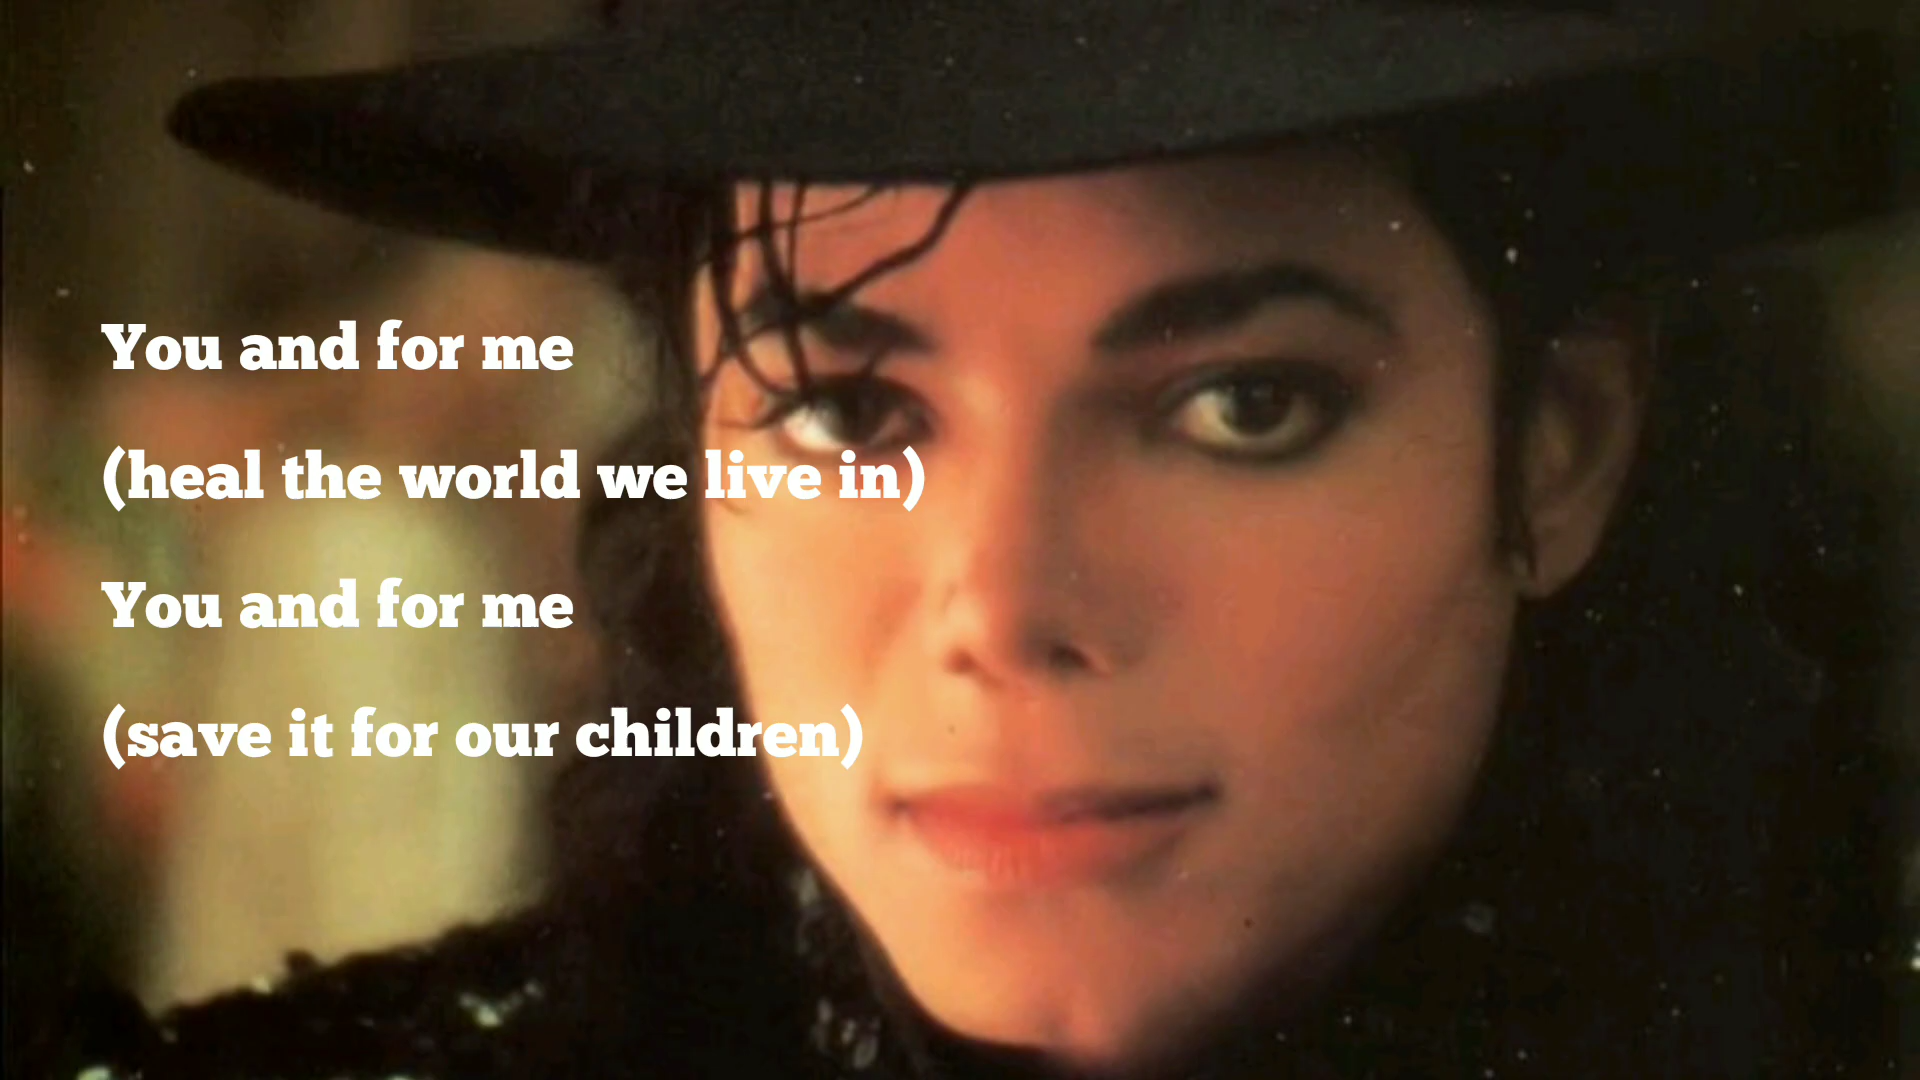 You and for me
(heal the world we live in)
You and for me
(save it for our children)